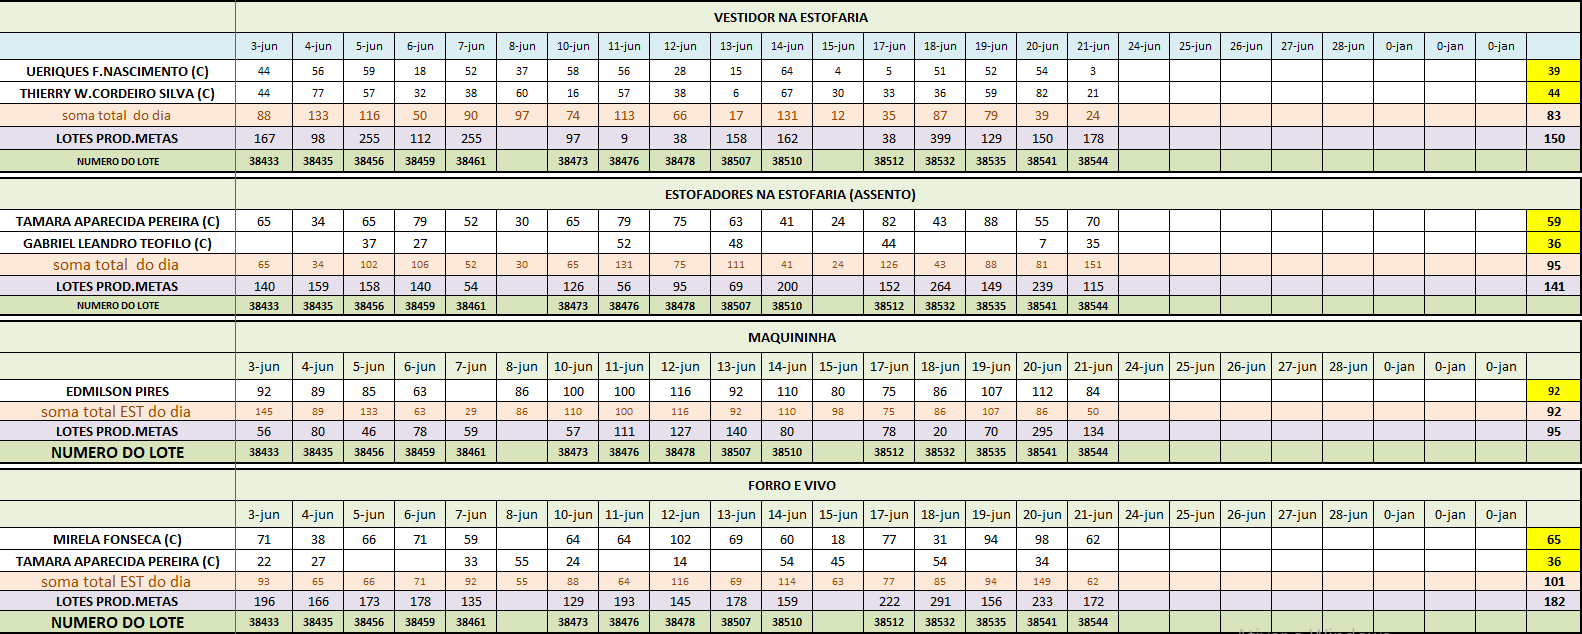 VESTIDOR NA ESTOFARIA
3-jun 4-jun 5-jun 6-jun 7-jun 8-jun 10-jun 11-jun 12-jun 13-jun 14-jun 15-jun 17-jun 18-jun 19-jun 20-jun 21-jun 24-jun 25-jun 26-jun 27-jun 28-jun 0-jan 0-jan 0-jan
UERIQUES F.NASCIMENTO (C) 44 56 59 18 52 37 58 56 28 15 64 4 5 51 52 54 3 39
THIERRY W.CORDEIRO SILVA (C) 44 77 57 32 38 60 16 57 38 6 67 30 33 36 59 82 21 44
soma total do dia 88 133 116 50 90 97 74 113 66 17 131 12 35 87 79 39 24 83
LOTES PROD.METAS 167 98 255 112 255 97 9 38 158 162 38 399 129 150 178 150
NUMERO DO LOTE 38433 38435 38456 38459 38461 38473 38476 38478 38507 38510 38512 38532 38535 38541 38544
ESTOFADORES NA ESTOFARIA (ASSENTO)
TAMARA APARECIDA PEREIRA (C) 65 34 65 79 52 30 65 79 75 63 41 24 82 43 88 55 70 59
GABRIEL LEANDRO TEOFILO (C) 37 27 52 48 44 7 35 36
soma total do dia 65 34 102 106 52 30 65 131 75 111 41 24 126 43 88 81 151 95
LOTES PROD.METAS 140 159 158 140 54 126 56 95 69 200 152 264 149 239 115 141
NUMERO DO LOTE 38433 38435 38456 38459 38461 38473 38476 38478 38507 38510 38512 38532 38535 38541 38544
MAQUININHA
3-jun 4-jun 5-jun 6-jun 7-jun 8-jun 10-jun 11-jun 12-jun 13-jun 14-jun 15-jun 17-jun 18-jun 19-jun 20-jun 21-jun 24-jun 25-jun 26-jun 27-jun 28-jun 0-jan 0-jan 0-jan
EDMILSON PIRES 92 89 85 63 86 100 100 116 92 110 80 75 86 107 112 84 92
soma total EST do dia 145 89 133 63 29 86 110 100 116 92 110 98 75 86 107 86 50 92
LOTES PROD.METAS 56 80 46 78 59 57 111 127 140 80 78 20 70 295 134 95
NUMERO DO LOTE 38433 38435 38456 38459 38461 38473 38476 38478 38507 38510 38512 38532 38535 38541 38544
FORRO E VIVO
3-jun 4-jun 5-jun 6-jun 7-jun 8-jun 10-jun 11-jun 12-jun 13-jun 14-jun 15-jun 17-jun 18-jun 19-jun 20-jun 21-jun 24-jun 25-jun 26-jun 27-jun 28-jun 0-jan 0-jan 0-jan
MIRELA FONSECA (C) 71 38 66 71 59 64 64 102 69 60 18 77 31 94 98 62 65
TAMARA APARECIDA PEREIRA (C) 22 27 33 55 24 14 54 45 54 34 36
soma total EST do dia 93 65 66 71 92 55 88 64 116 69 114 63 77 85 94 149 62 101
LOTES PROD.METAS 196 166 173 178 135 129 193 145 178 159 222 291 156 233 172 182
NUMERO DO LOTE 38433 38435 38456 38459 38461 38473 38476 38478 38507 38510 38512 38532 38535 38541 38544